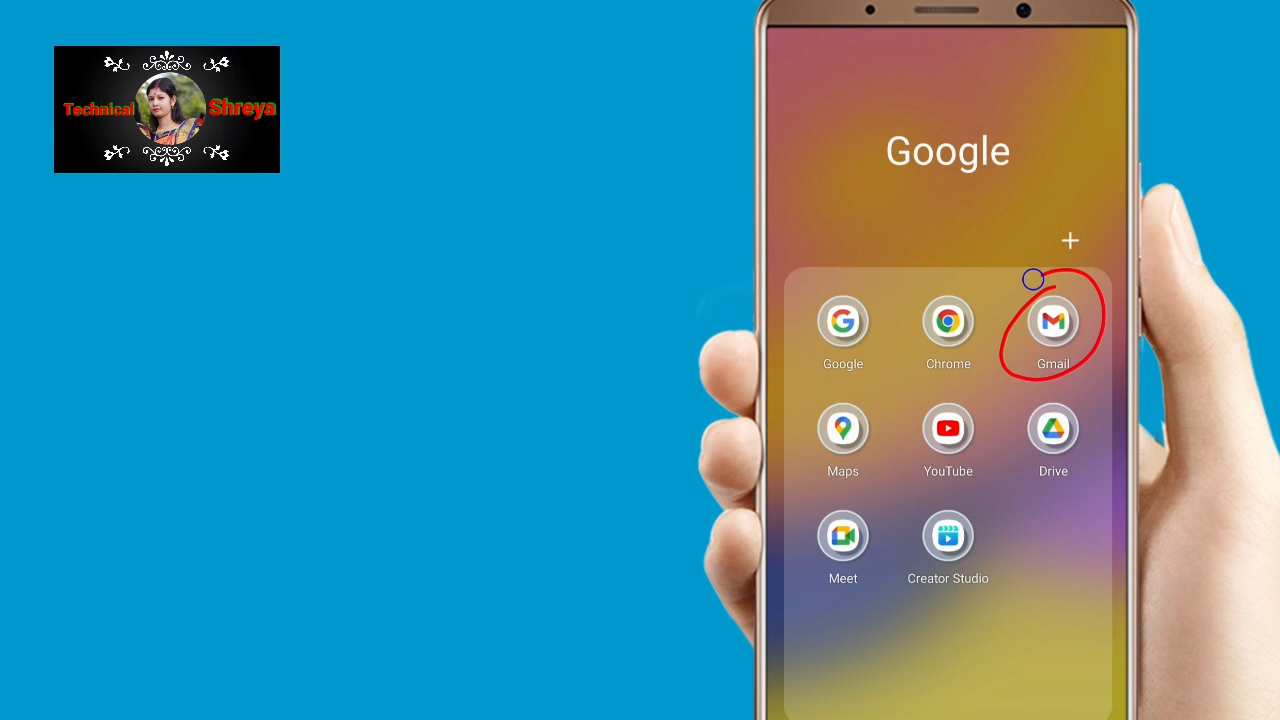 Technical Shreya
Google
+
Google Chrome Gmail
Maps YouTube Drive
Meet Creator Studio